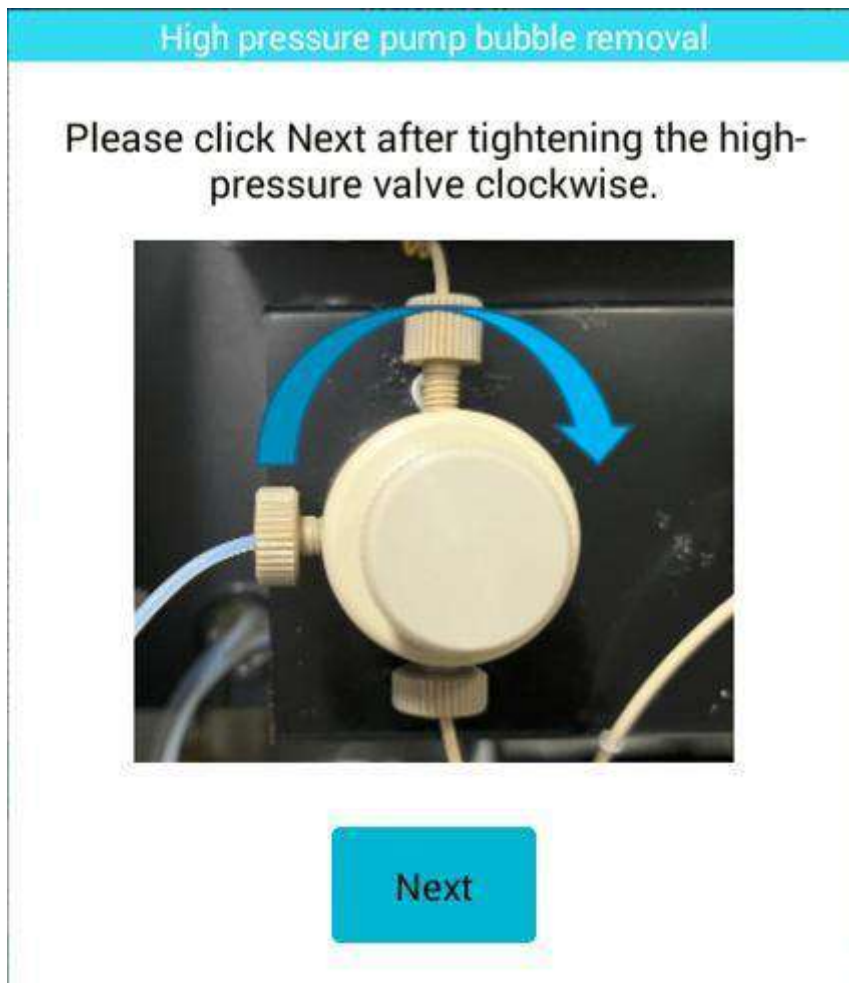 High pressure pump bubble removal
Please click Next after tightening the high-
pressure valve clockwise.
Next